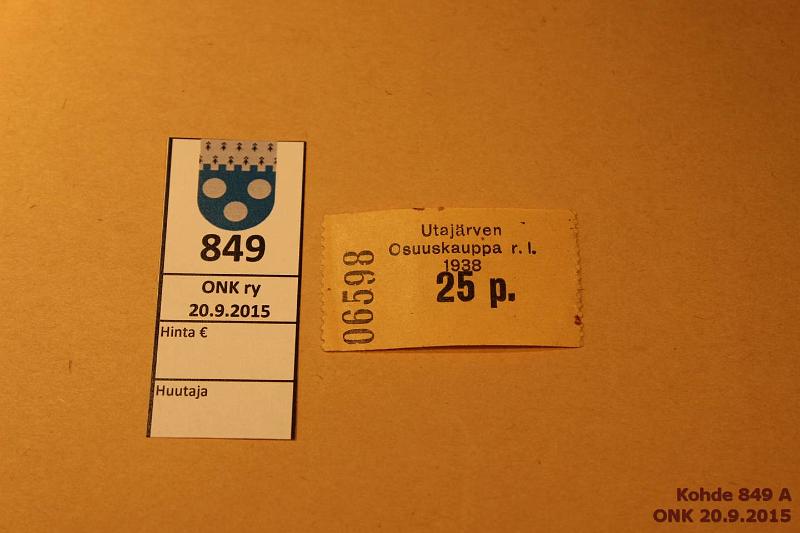 849
ONK ry
20.9.2015
Hinta €
Huutaja
Utajärven
Osuuskauppa r. l.
1938
25 p.
06598
Kohde 849 A
ONK 20.9.2015